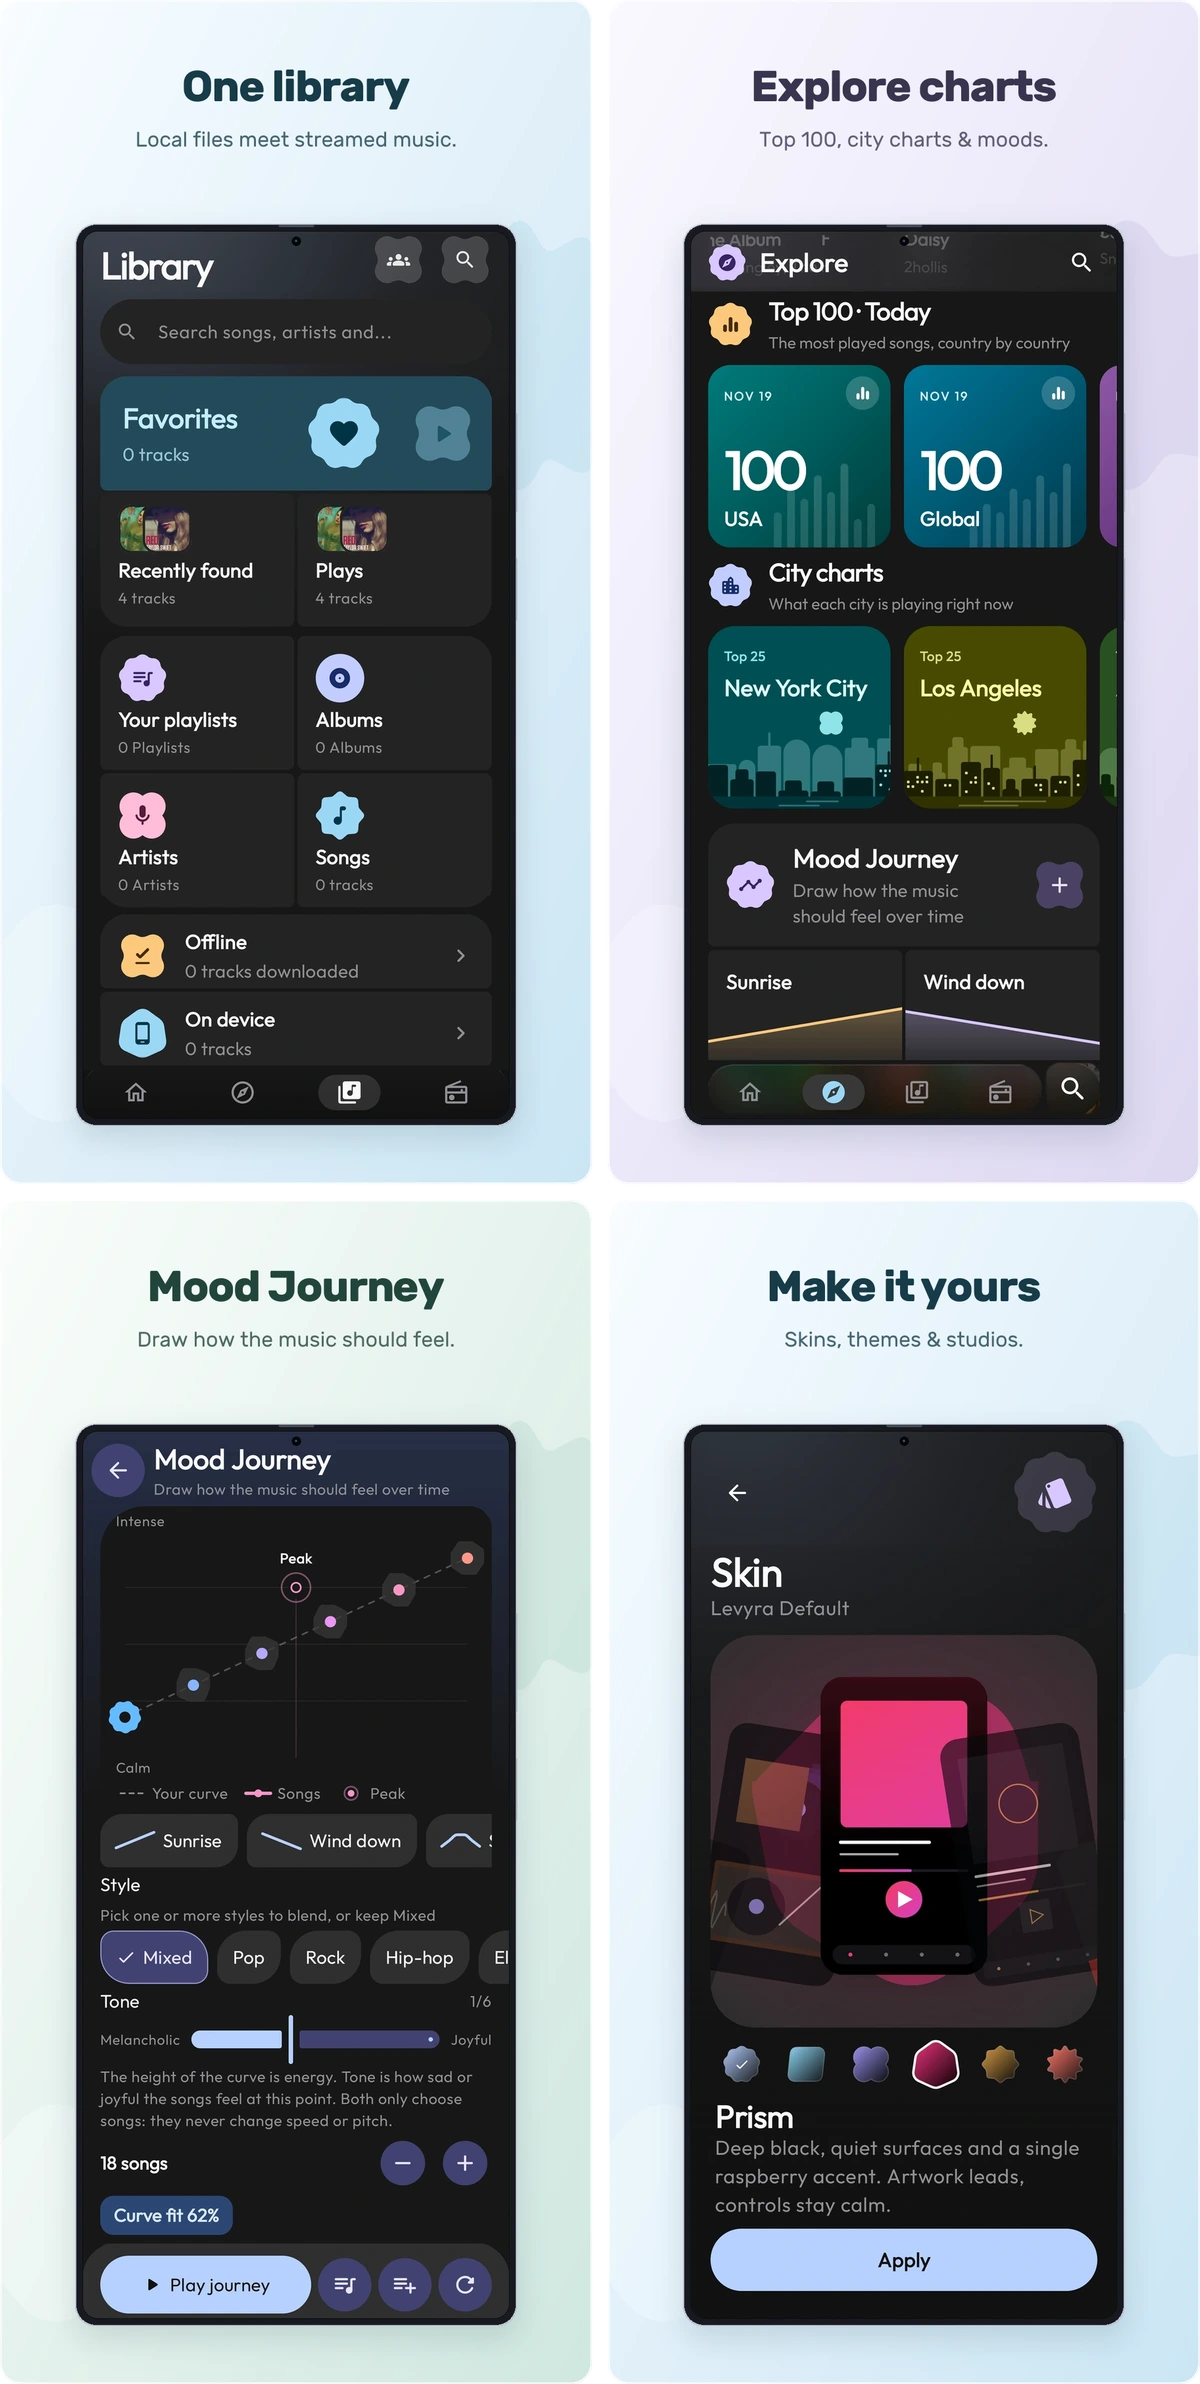 One library
Local files meet streamed music.
Library
Search songs, artists and...
Favorites
0 tracks
Recently found
4 tracks
Plays
4 tracks
Your playlists
0 Playlists
Albums
0 Albums
Artists
0 Artists
Songs
0 tracks
Offline
0 tracks downloaded
On device
0 tracks
Explore charts
Top 100, city charts & moods.
Daisy
2hollis
Explore
Top 100 · Today
The most played songs, country by country
NOV 19
100
USA
NOV 19
100
Global
City charts
What each city is playing right now
Top 25
New York City
Top 25
Los Angeles
Mood Journey
Draw how the music
should feel over time
Sunrise
Wind down
Mood Journey
Draw how the music should feel.
Mood Journey
Draw how the music should feel over time
Intense
Peak
Calm
Your curve
Songs
Peak
Sunrise
Wind down
Style
Pick one or more styles to blend, or keep Mixed
Mixed
Pop
Rock
Hip-hop
El
Tone
1/6
Melancholic
Joyful
The height of the curve is energy. Tone is how sad or
joyful the songs feel at this point. Both only choose
songs: they never change speed or pitch.
18 songs
Curve fit 62%
Play journey
Make it yours
Skins, themes & studios.
Skin
Levyra Default
Prism
Deep black, quiet surfaces and a single
raspberry accent. Artwork leads,
controls stay calm.
Apply